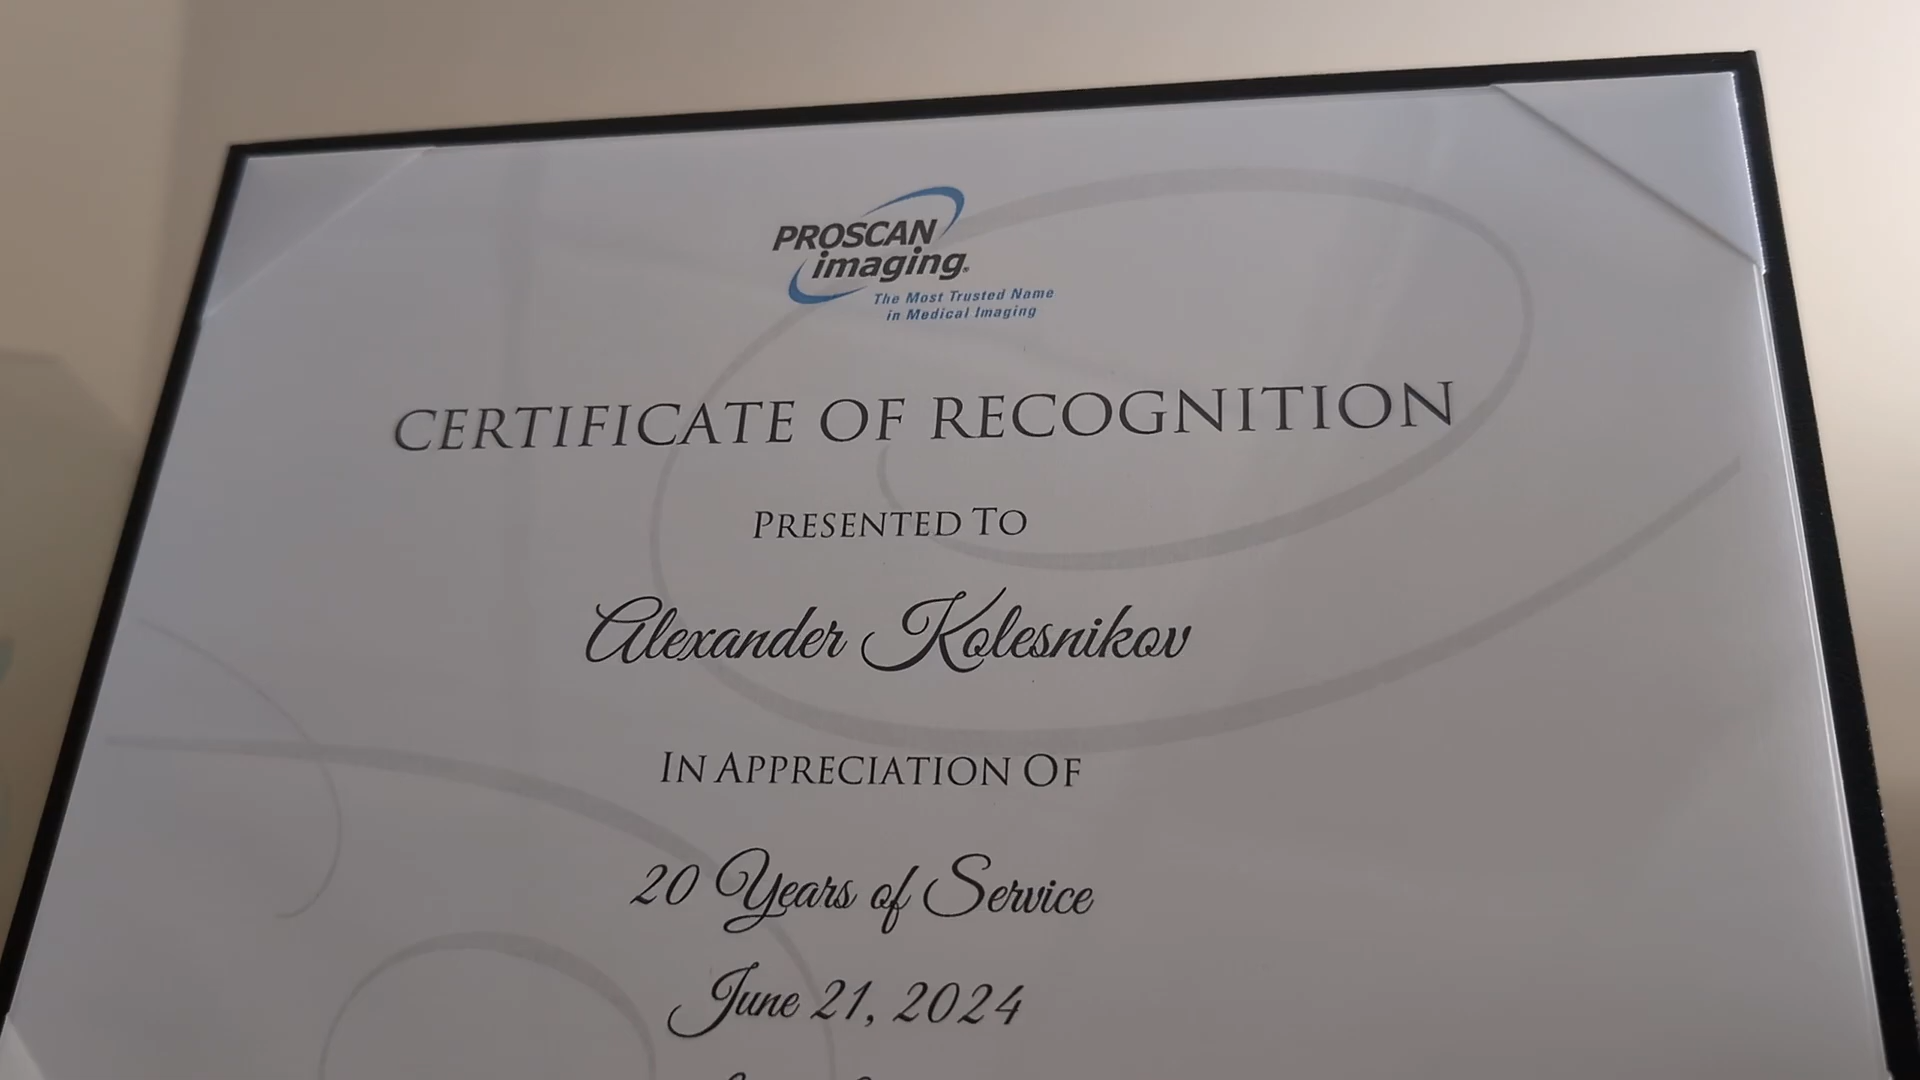 PROSCAN
imaging®
The Most Trusted Name
in Medical Imaging
CERTIFICATE OF RECOGNITION
PRESENTED TO
Alexander Kolesnikov
IN APPRECIATION OF
20 Years of Service
June 21, 2024